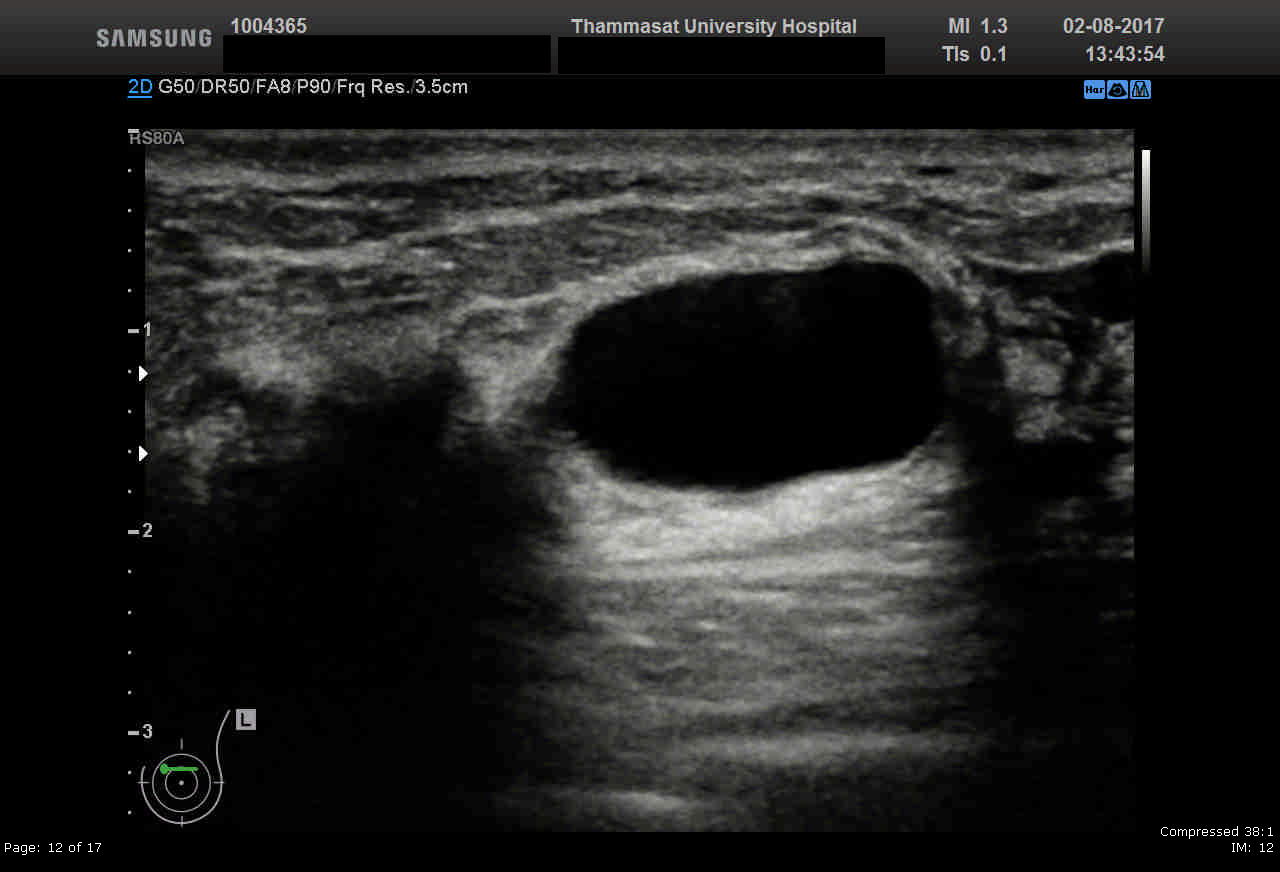 SAMSUNG
1004365
Thammasat University Hospital
MI 1.3
02-08-2017
TIs 0.1
13:43:54
2D G50/DR50/FA8/P90/Frq Res./3.5cm
Har
M
RS80A
1
2
3
L
Compressed 38:1
Page: 12 of 17
IM: 12